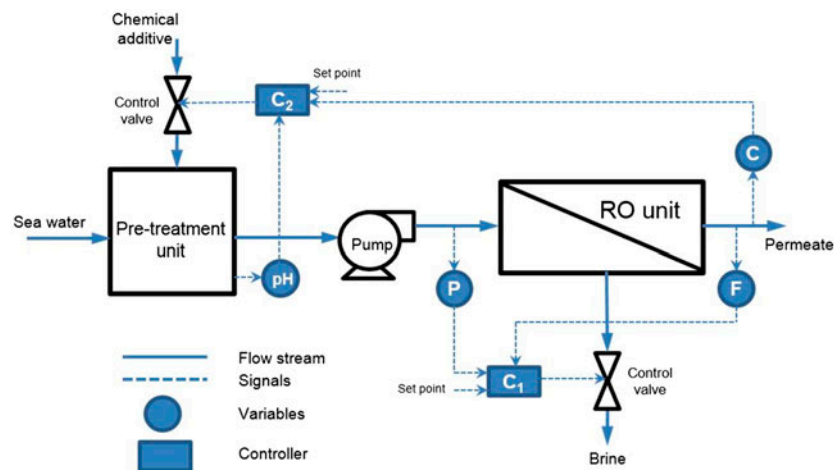 Chemical
additive
Set point
C2
Control
valve
C
Sea water
Pre-treatment
unit
Pump
RO unit
Permeate
pH
P
F
Flow stream
Signals
Set point
C1
Control
valve
Variables
Controller
Brine